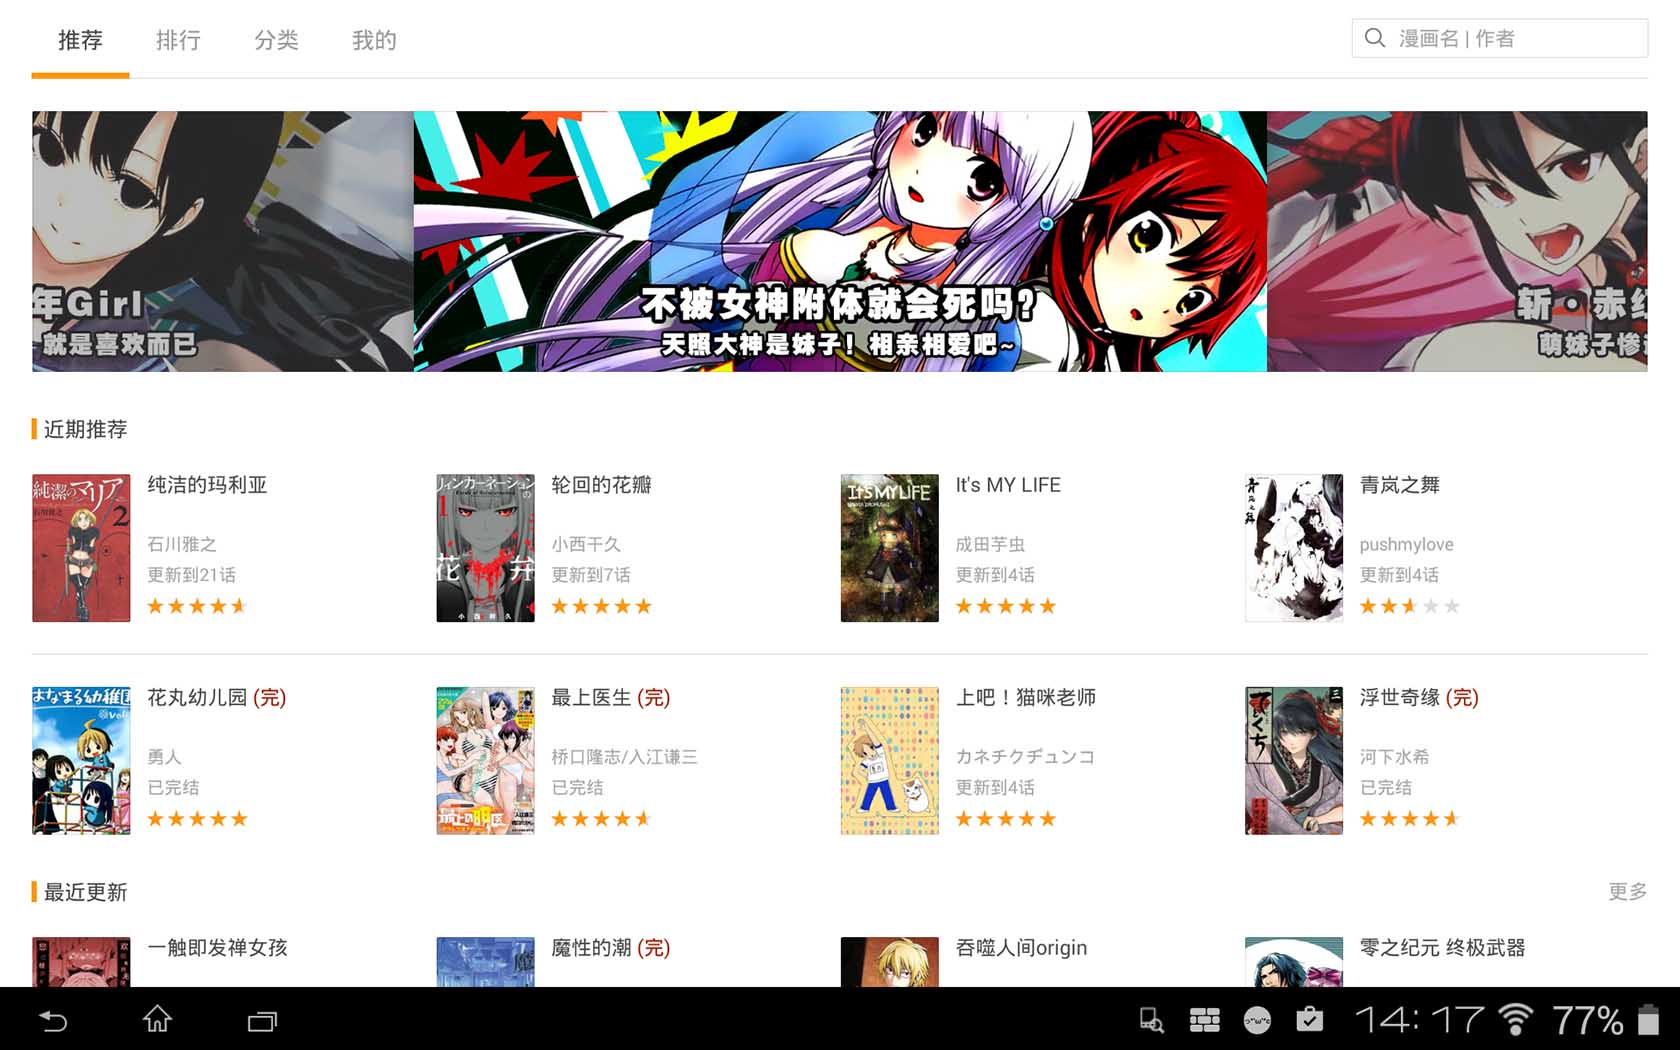 推荐 排行 分类 我的
漫画名 | 作者
年Girl
就是喜欢而已
不被女神附体就会死吗?
天照大神是妹子! 相亲相爱吧~
斩·赤红
萌妹子惨
近期推荐
純潔のマリア
2
纯洁的玛利亚
石川雅之
更新到21话
リィンカーネーションの
1
花 弁
小西幹久
轮回的花瓣
小西干久
更新到7话
It'S MY LIFE
It's MY LIFE
成田芋虫
更新到4话
青岚之舞
pushmylove
更新到4话
はなまる幼稚園
花丸幼儿园 (完)
勇人
已完结
最上の明医
最上医生 (完)
桥口隆志/入江谦三
已完结
上吧！猫咪老师
カネチクヂュンコ
更新到4话
三
浮世奇缘 (完)
河下水希
已完结
最近更新
更多
一触即发禅女孩
魔性的潮 (完)
吞噬人间origin
零之纪元 终极武器
14:17
77%